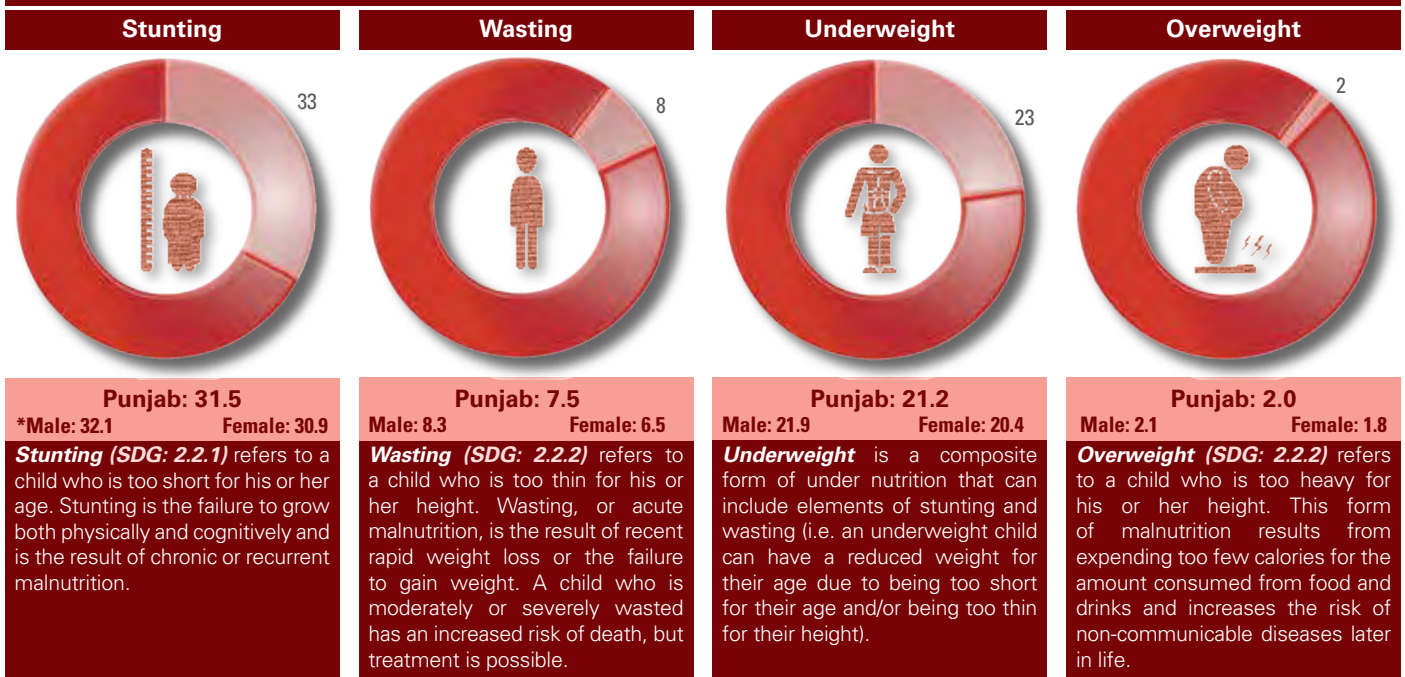 Stunting
33
Punjab: 31.5
*Male: 32.1 Female: 30.9
Stunting (SDG: 2.2.1) refers to a
child who is too short for his or her
age. Stunting is the failure to grow
both physically and cognitively and
is the result of chronic or recurrent
malnutrition.
Wasting
8
Punjab: 7.5
Male: 8.3 Female: 6.5
Wasting (SDG: 2.2.2) refers to
a child who is too thin for his or
her height. Wasting, or acute
malnutrition, is the result of recent
rapid weight loss or the failure
to gain weight. A child who is
moderately or severely wasted
has an increased risk of death, but
treatment is possible.
Underweight
23
Punjab: 21.2
Male: 21.9 Female: 20.4
Underweight is a composite
form of under nutrition that can
include elements of stunting and
wasting (i.e. an underweight child
can have a reduced weight for
their age due to being too short
for their age and/or being too thin
for their height).
Overweight
2
Punjab: 2.0
Male: 2.1 Female: 1.8
Overweight (SDG: 2.2.2) refers
to a child who is too heavy for
his or her height. This form
of malnutrition results from
expending too few calories for the
amount consumed from food and
drinks and increases the risk of
non-communicable diseases later
in life.